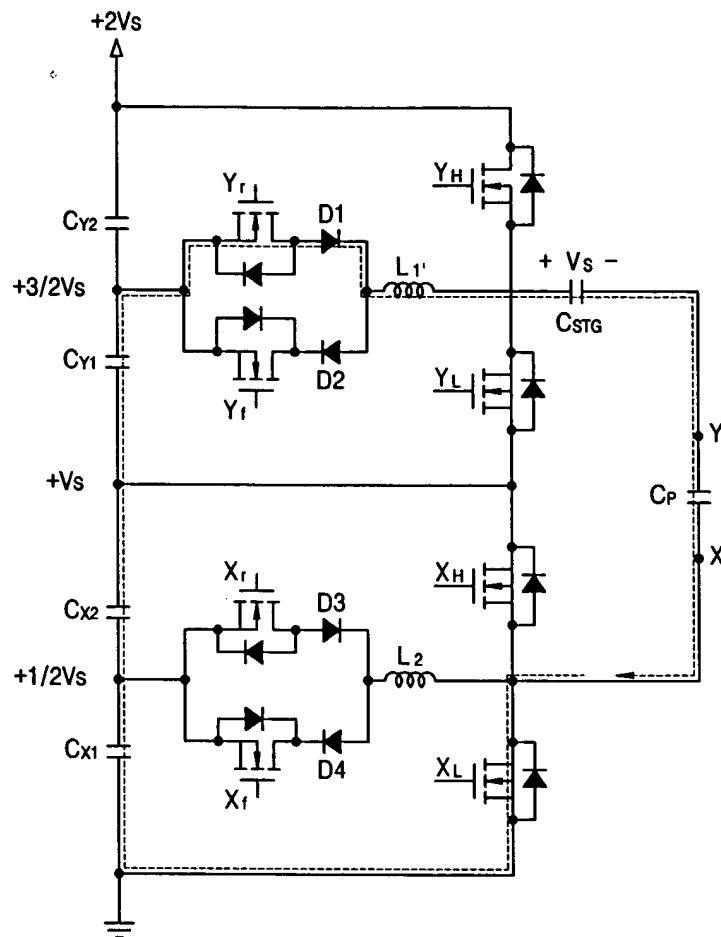 +2Vs
YH
Yr
D1
CY2
L1'
+ Vs -
+3/2Vs
CSTG
CY1
D2
YL
Yf
Y
+Vs
CP
X
Xr
XH
D3
CX2
L2
+1/2Vs
CX1
D4
XL
Xf